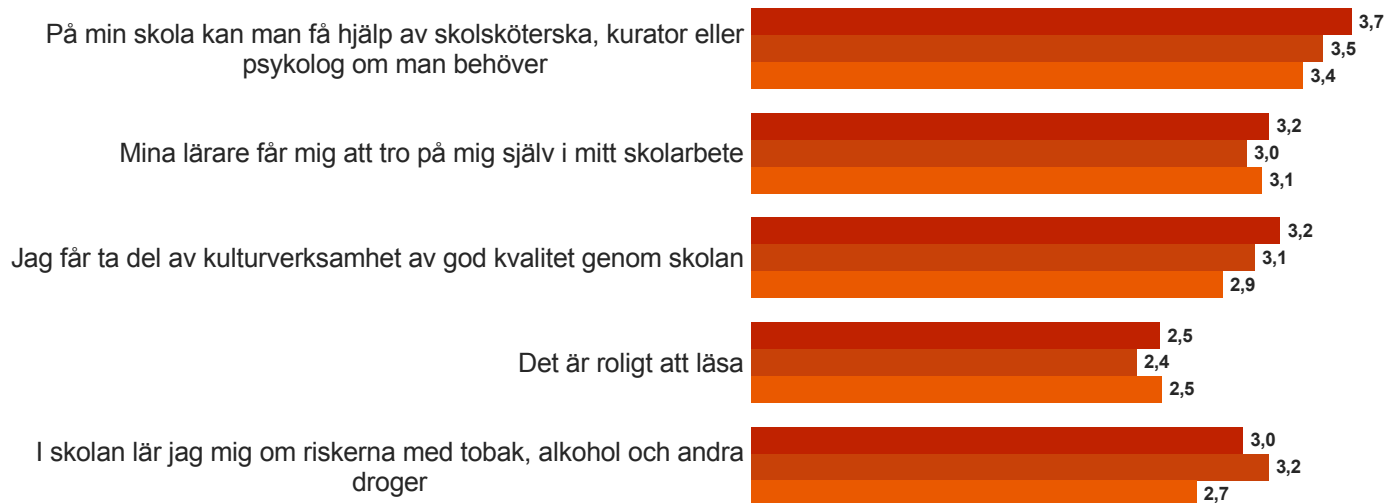 På min skola kan man få hjälp av skolsköterska, kurator eller
psykolog om man behöver
3,7
3,5
3,4
Mina lärare får mig att tro på mig själv i mitt skolarbete
3,2
3,0
3,1
Jag får ta del av kulturverksamhet av god kvalitet genom skolan
3,2
3,1
2,9
Det är roligt att läsa
2,5
2,4
2,5
I skolan lär jag mig om riskerna med tobak, alkohol och andra
droger
3,0
3,2
2,7